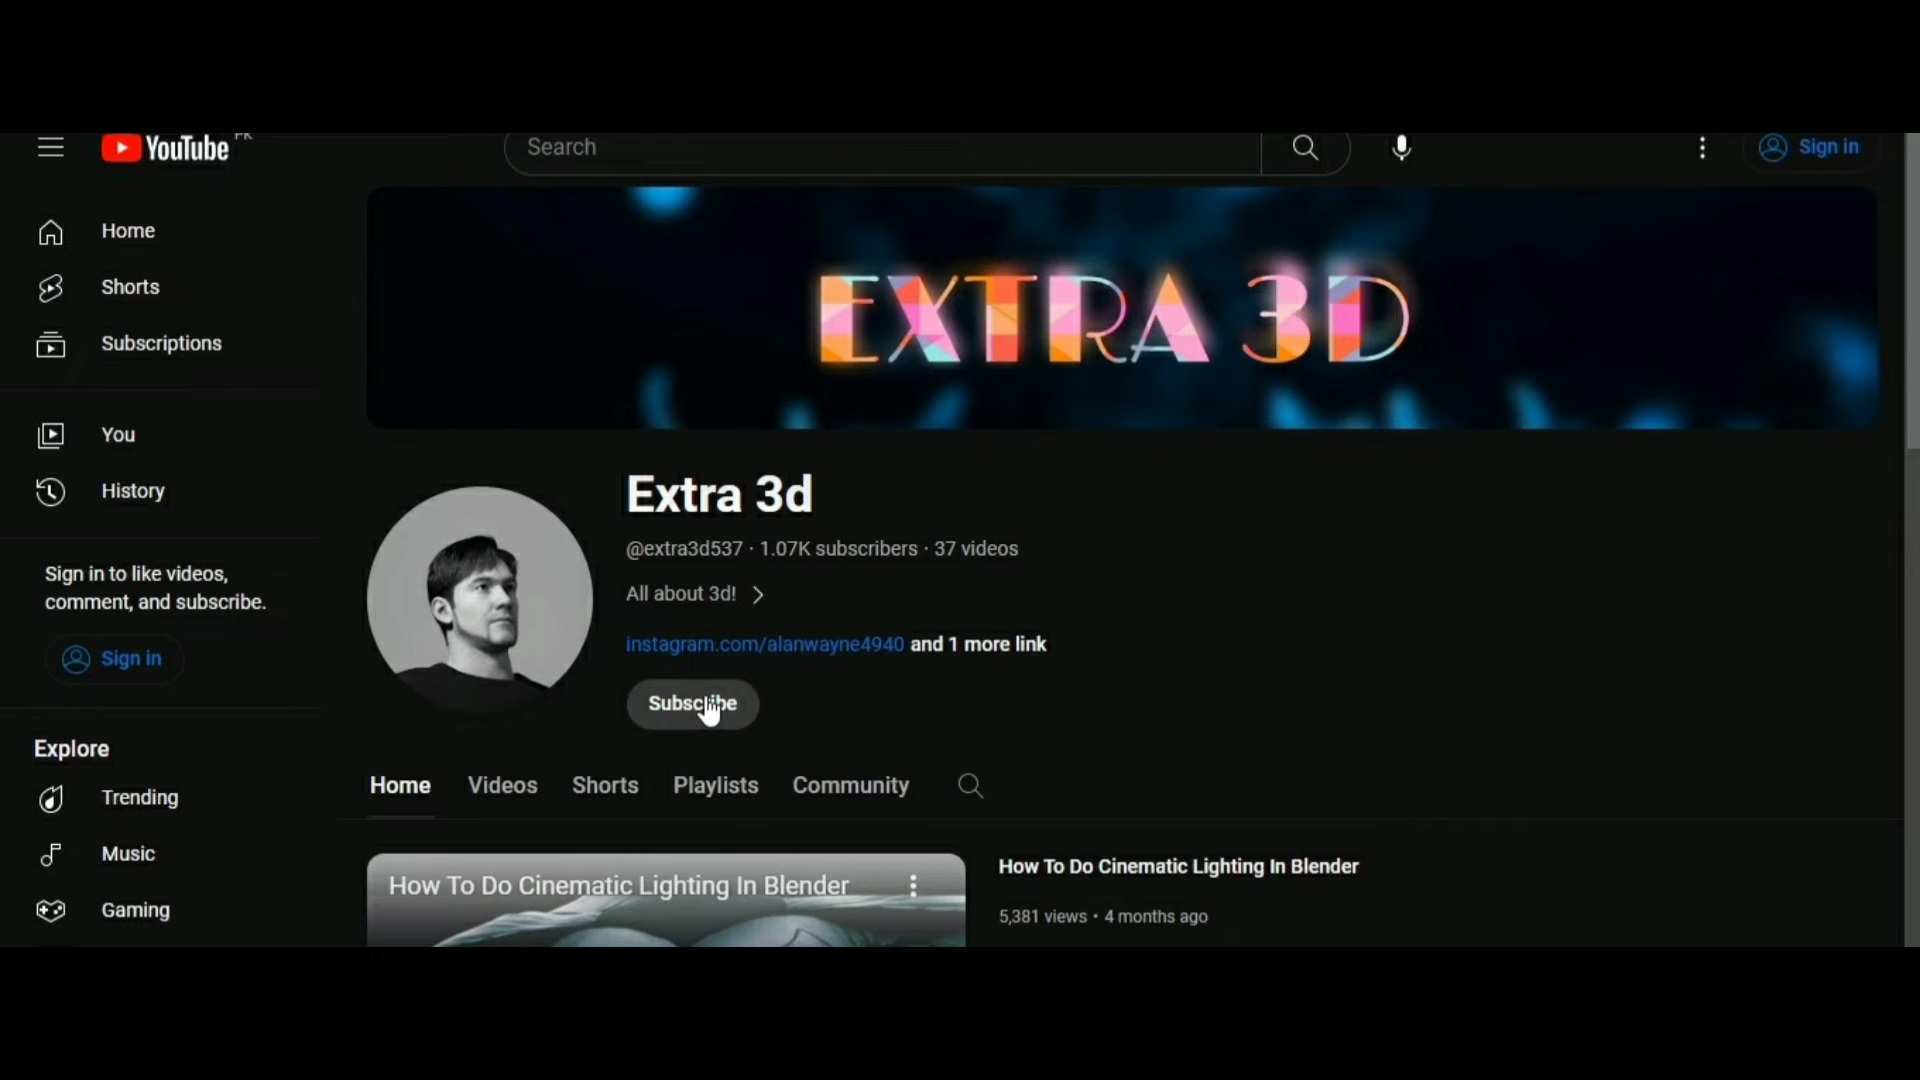 YouTube PK
Search
Sign in
Home
Shorts
Subscriptions
You
History
Sign in to like videos,
comment, and subscribe.
Sign in
Explore
Trending
Music
Gaming
EXTRA 3D
Extra 3d
@extra3d537 · 1.07K subscribers · 37 videos
All about 3d!
instagram.com/alanwayne4940 and 1 more link
Subscribe
Home Videos Shorts Playlists Community
How To Do Cinematic Lighting In Blender
How To Do Cinematic Lighting In Blender
5,381 views • 4 months ago